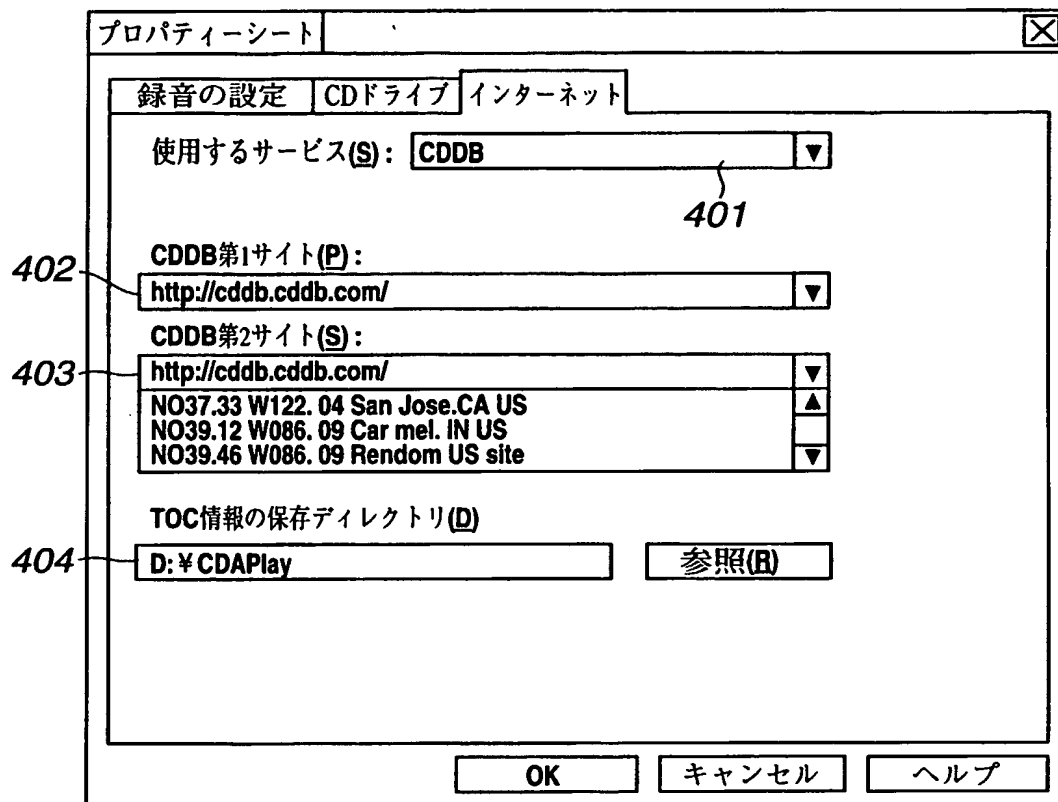 プロパティーシート
録音の設定 CDドライブ インターネット
使用するサービス(S): CDDB ▼
401
CDDB第1サイト(P):
402
http://cddb.cddb.com/ ▼
CDDB第2サイト(S):
403
http://cddb.cddb.com/ ▼
NO37.33 W122. 04 San Jose.CA US ▲
NO39.12 W086. 09 Car mel. IN US
NO39.46 W086. 09 Rendom US site ▼
TOC情報の保存ディレクトリ(D)
404
D:¥CDAPlay 参照(R)
OK キャンセル ヘルプ